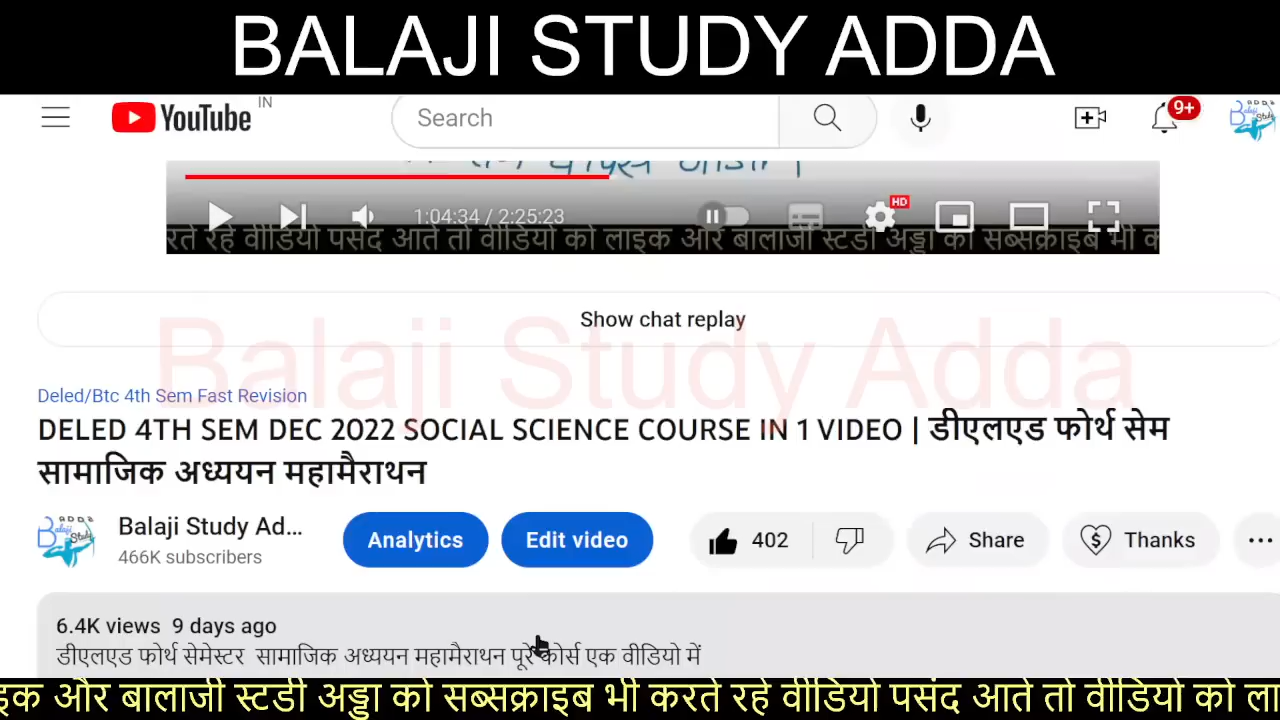 BALAJI STUDY ADDA
YouTube IN
Search
9+
1:04:34 / 2:25:23
HD
रते रहे वीडियो पसंद आते तो वीडियो को लाइक और बालाजी स्टडी अड्डा को सब्सक्राइब भी क
Show chat replay
Balaji Study Adda
Deled/Btc 4th Sem Fast Revision
DELED 4TH SEM DEC 2022 SOCIAL SCIENCE COURSE IN 1 VIDEO | डीएलएड फोर्थ सेम
सामाजिक अध्ययन महामैराथन
Balaji Study Ad...
466K subscribers
Analytics
Edit video
402
Share
Thanks
6.4K views 9 days ago
डीएलएड फोर्थ सेमेस्टर सामाजिक अध्ययन महामैराथन पूरे कोर्स एक वीडियो में
इक और बालाजी स्टडी अड्डा को सब्सक्राइब भी करते रहे वीडियो पसंद आते तो वीडियो को ला